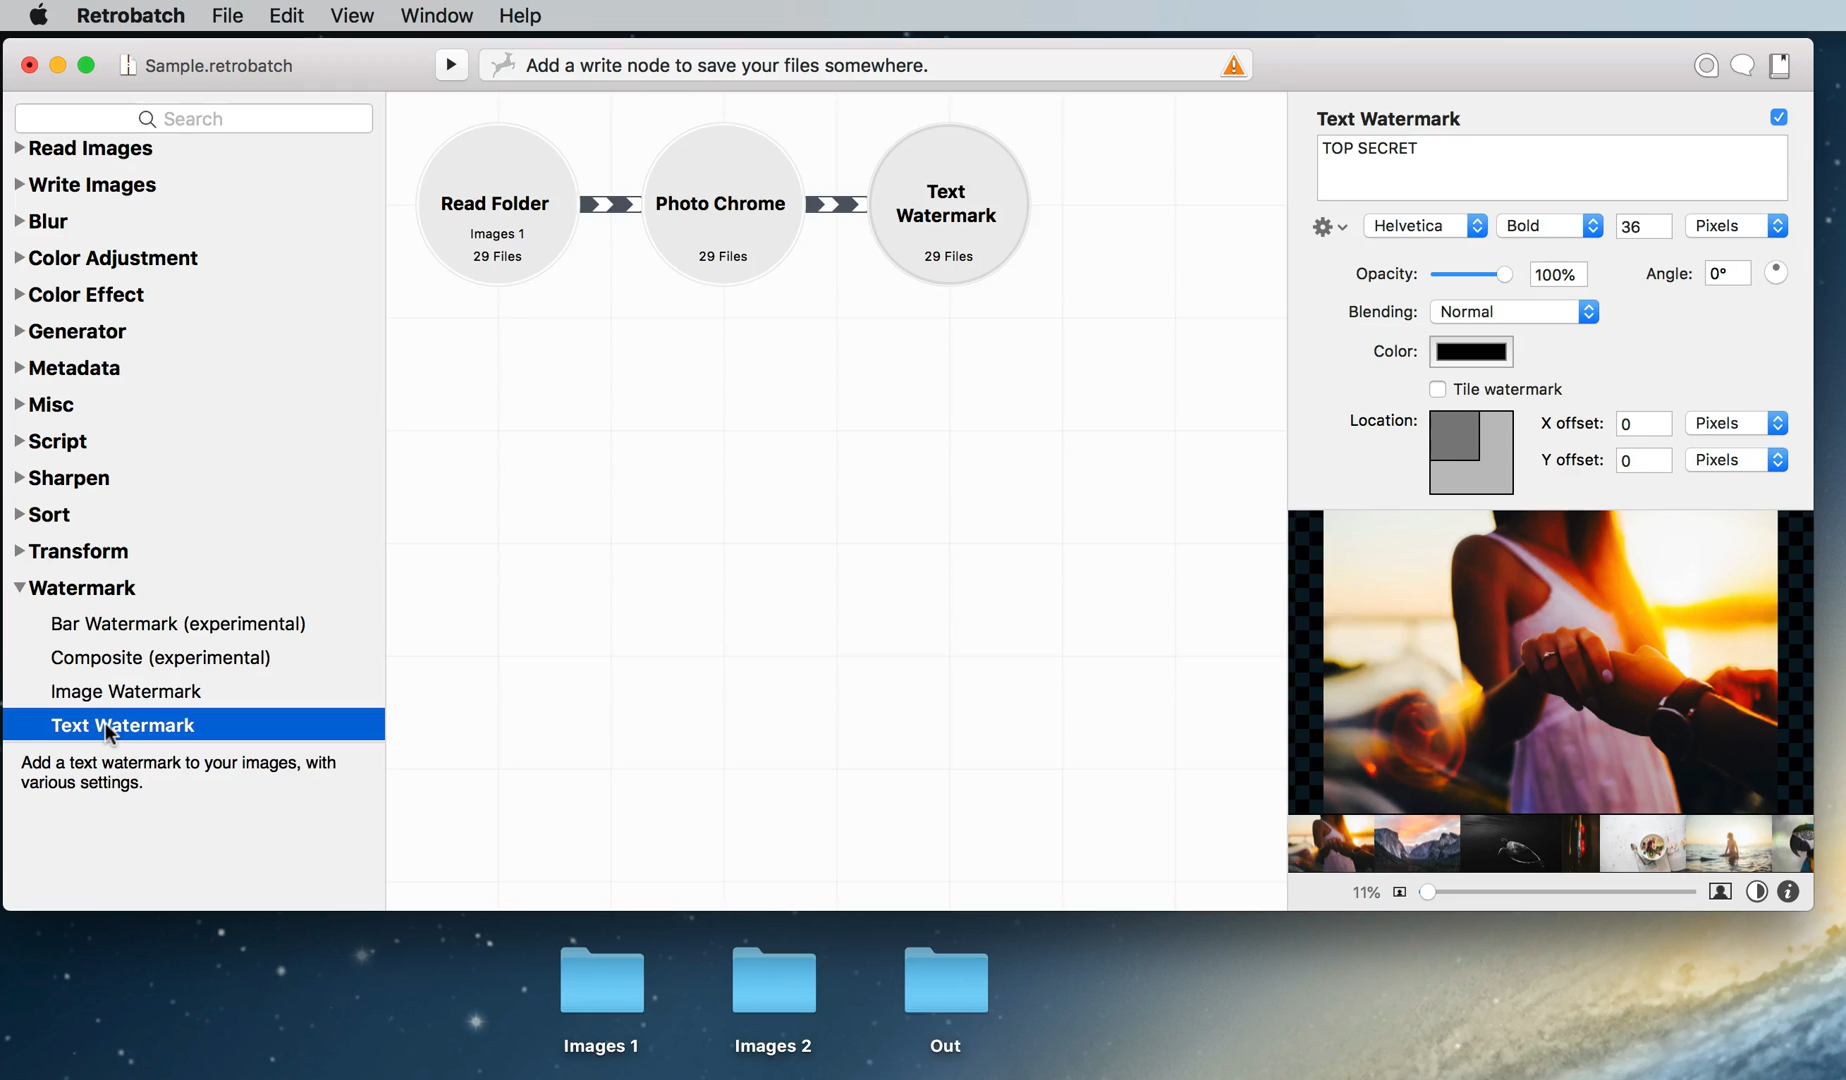 Retrobatch File Edit View Window Help
Sample.retrobatch
Add a write node to save your files somewhere.
Search
Read Images
Write Images
Blur
Color Adjustment
Color Effect
Generator
Metadata
Misc
Script
Sharpen
Sort
Transform
Watermark
Bar Watermark (experimental)
Composite (experimental)
Image Watermark
Text Watermark
Add a text watermark to your images, with
various settings.
Read Folder
Images 1
29 Files
Photo Chrome
29 Files
Text
Watermark
29 Files
Text Watermark
TOP SECRET
Helvetica Bold 36 Pixels
Opacity: 100% Angle: 0°
Blending: Normal
Color:
Tile watermark
Location: X offset: 0 Pixels
Y offset: 0 Pixels
11%
Images 1
Images 2
Out